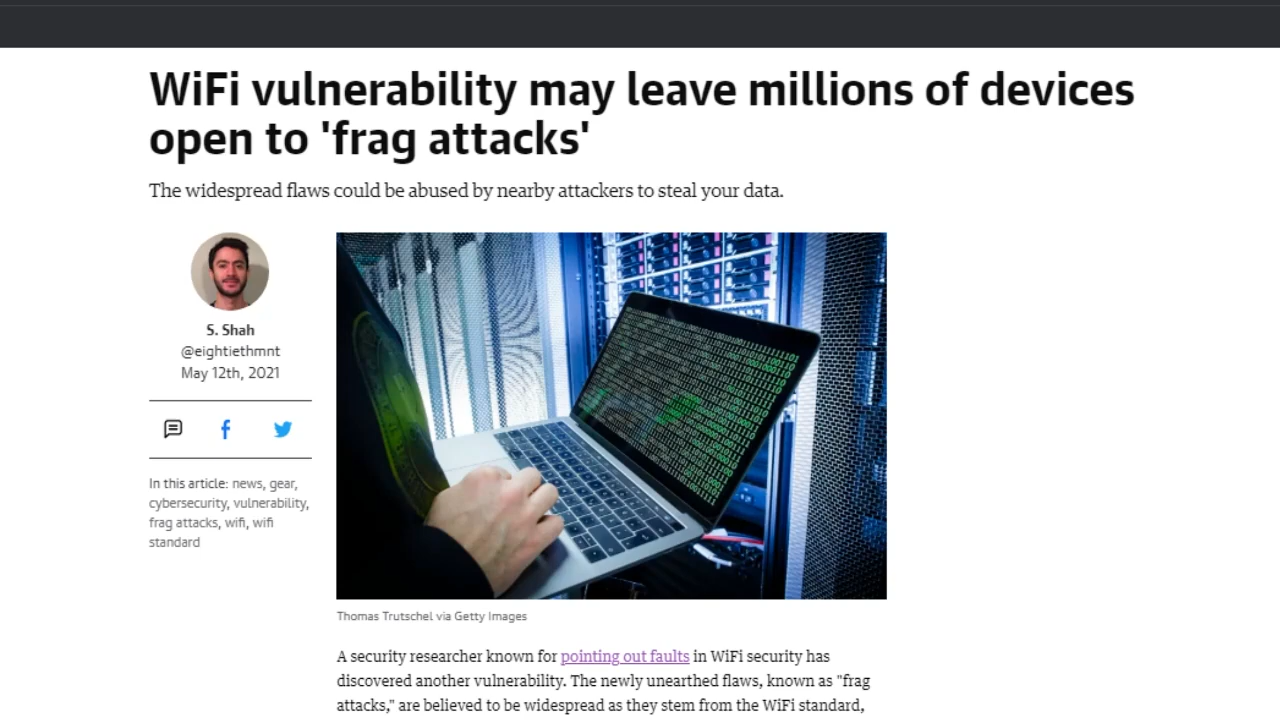 WiFi vulnerability may leave millions of devices
open to 'frag attacks'
The widespread flaws could be abused by nearby attackers to steal your data.
S. Shah
@eightiethmnt
May 12th, 2021
In this article: news, gear,
cybersecurity, vulnerability,
frag attacks, wifi, wifi
standard
Thomas Trutschel via Getty Images
A security researcher known for pointing out faults in WiFi security has
discovered another vulnerability. The newly unearthed flaws, known as "frag
attacks," are believed to be widespread as they stem from the WiFi standard,